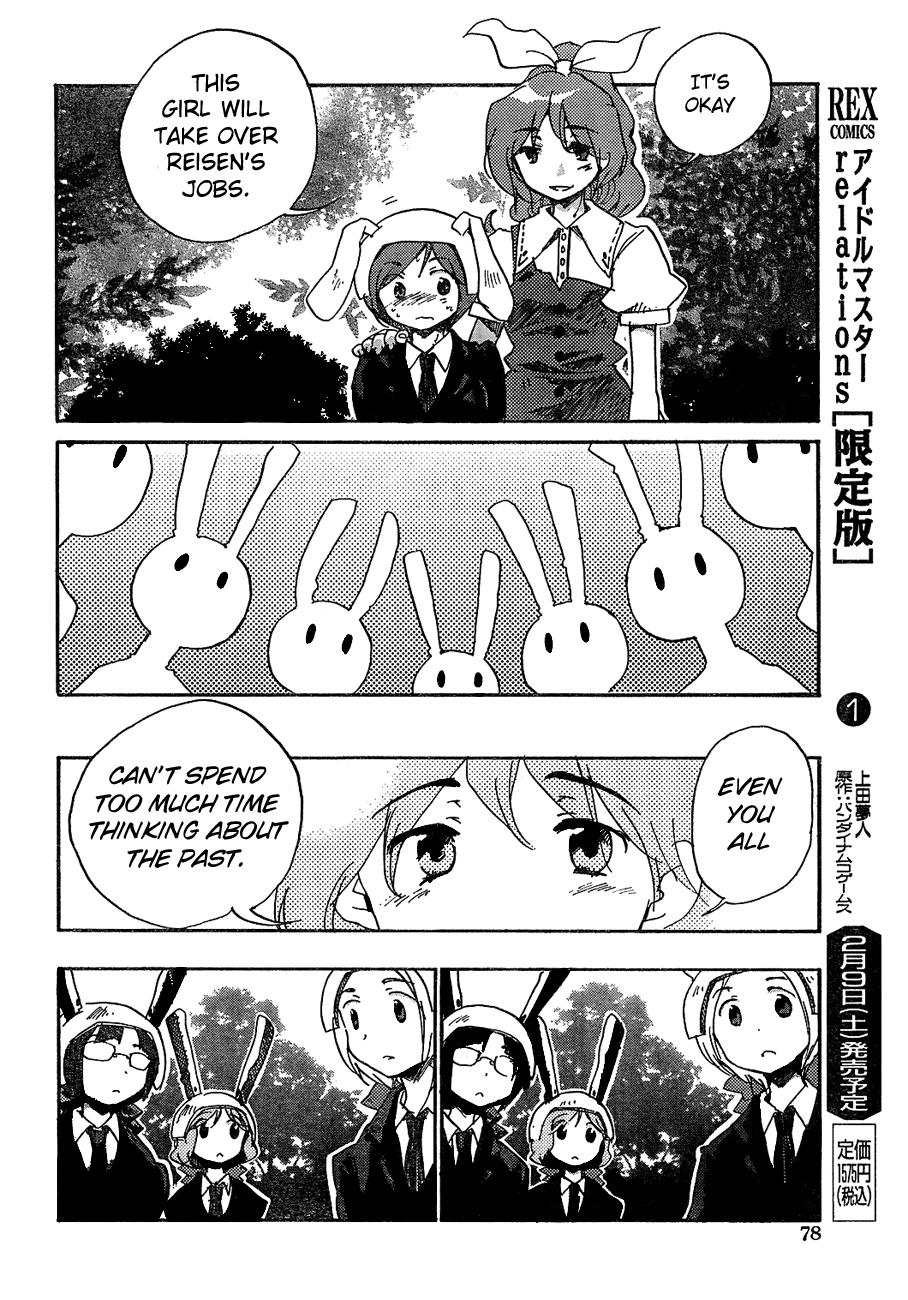 IT'S
OKAY
THIS
GIRL WILL
TAKE OVER
REISEN'S
JOBS.
EVEN
YOU
ALL
CAN'T SPEND
TOO MUCH TIME
THINKING ABOUT
THE PAST.
REX
COMICS
アイドルマスター
relations
[限定版]
1
上田夢人
原作・バンダイナムコゲームス
2月9日(土)発売予定
定価
1575円
(税込)
78